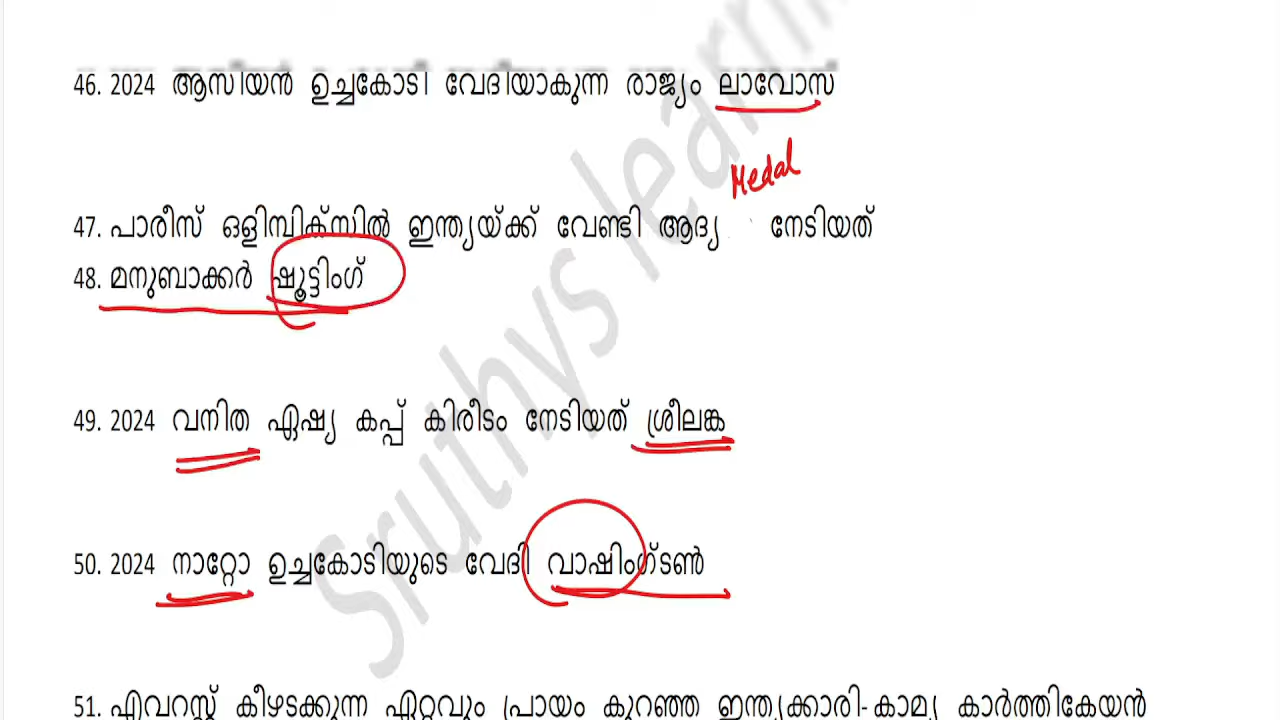 46. 2024 ആസിയൻ ഉച്ചകോടി വേദിയാകുന്ന രാജ്യം ലാവോസ്
Medal
47. പാരീസ് ഒളിമ്പിക്സിൽ ഇന്ത്യയ്ക്ക് വേണ്ടി ആദ്യ നേടിയത്
48. മനുബാക്കർ ഷൂട്ടിംഗ്
49. 2024 വനിത ഏഷ്യ കപ്പ് കിരീടം നേടിയത് ശ്രീലങ്ക
50. 2024 നാറ്റോ ഉച്ചകോടിയുടെ വേദി വാഷിംഗ്ടൺ
51. എവറസ്റ്റ് കീഴടക്കുന്ന ഏറ്റവും പ്രായം കുറഞ്ഞ ഇന്ത്യക്കാരി-കാമ്യ കാർത്തികേയൻ
Sruthys learni